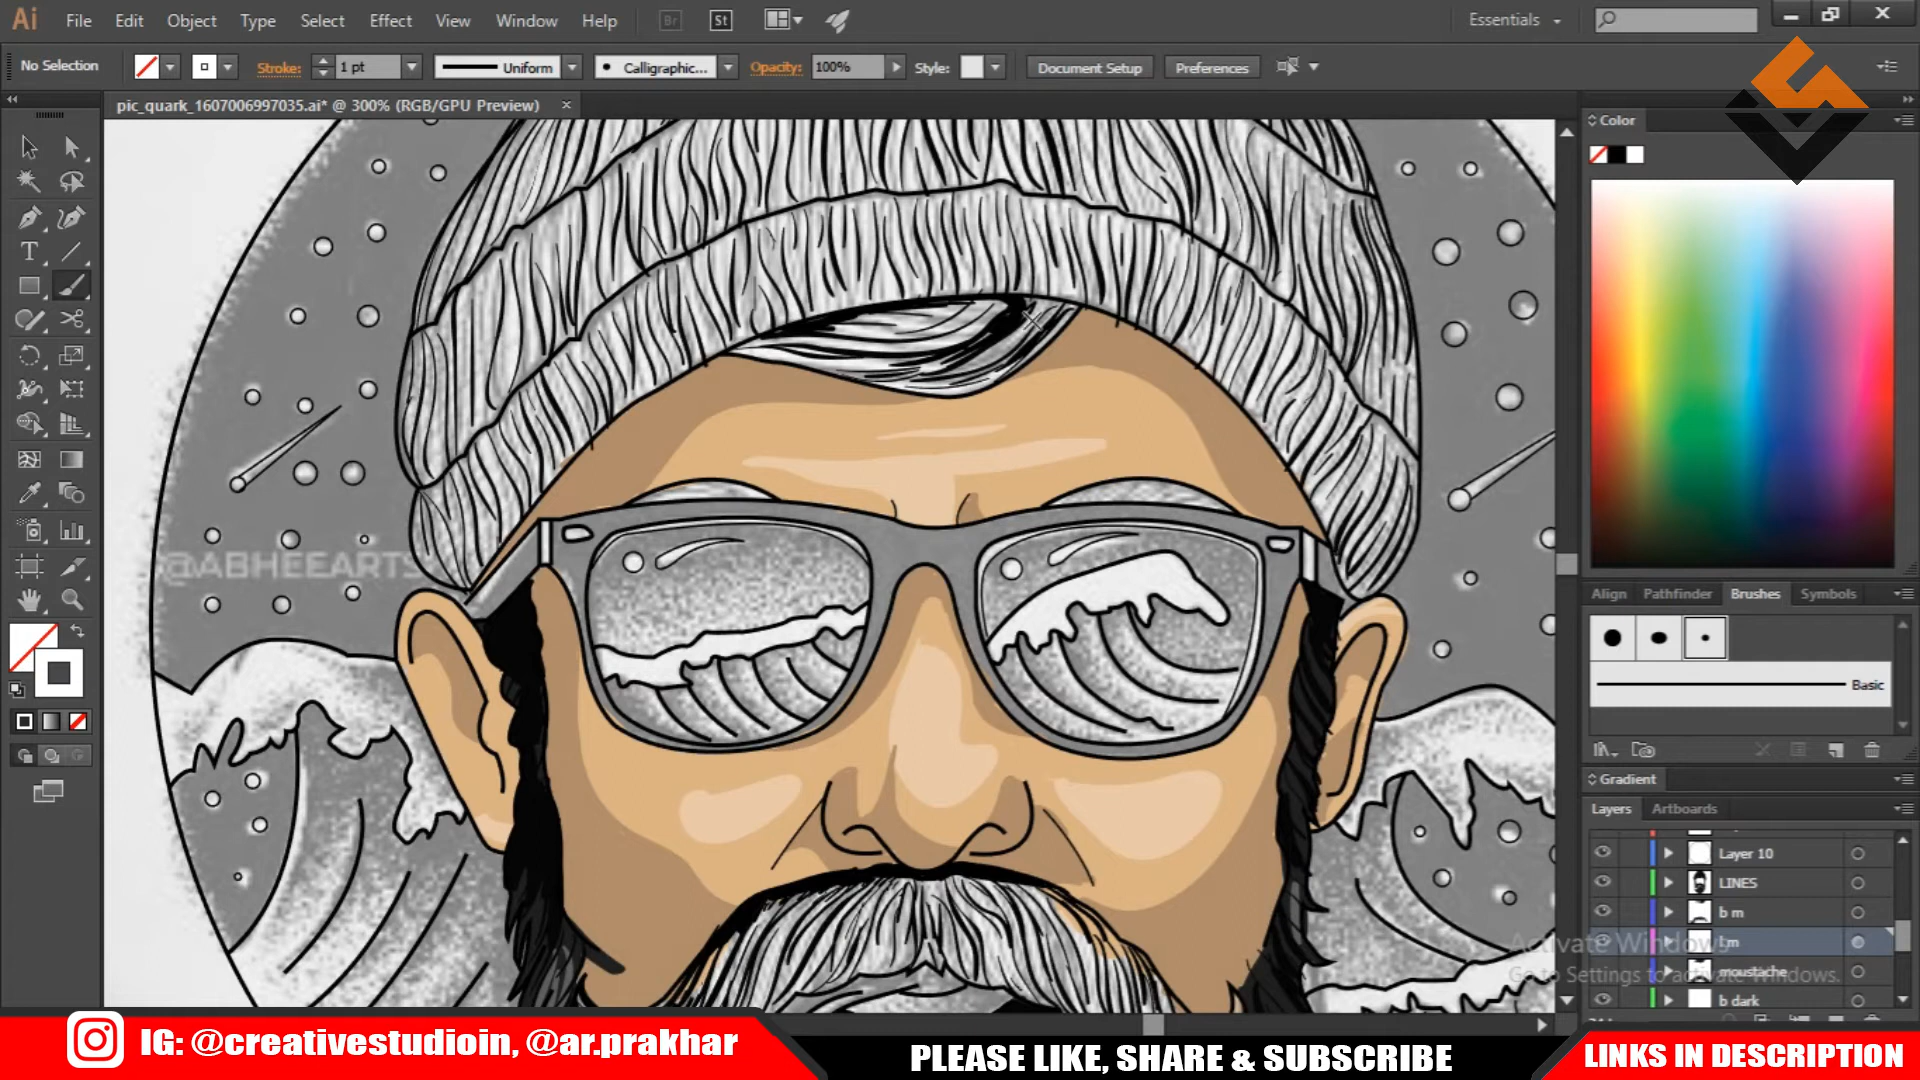 Ai File Edit Object Type Select Effect View Window Help Br St Essentials
No Selection Stroke: 1 pt Uniform Calligraphic... Opacity: 100% Style: Document Setup Preferences
pic_quark_1607006997035.ai* @ 300% (RGB/GPU Preview)
Color
@ABHEEARTS
Align Pathfinder Brushes Symbols
Basic
Gradient
Layers Artboards
Layer 10
LINES
b m
l m
moustache
b dark
Activate Windows
Go to Settings to activate Windows.
IG: @creativestudioin, @ar.prakhar
PLEASE LIKE, SHARE & SUBSCRIBE
LINKS IN DESCRIPTION